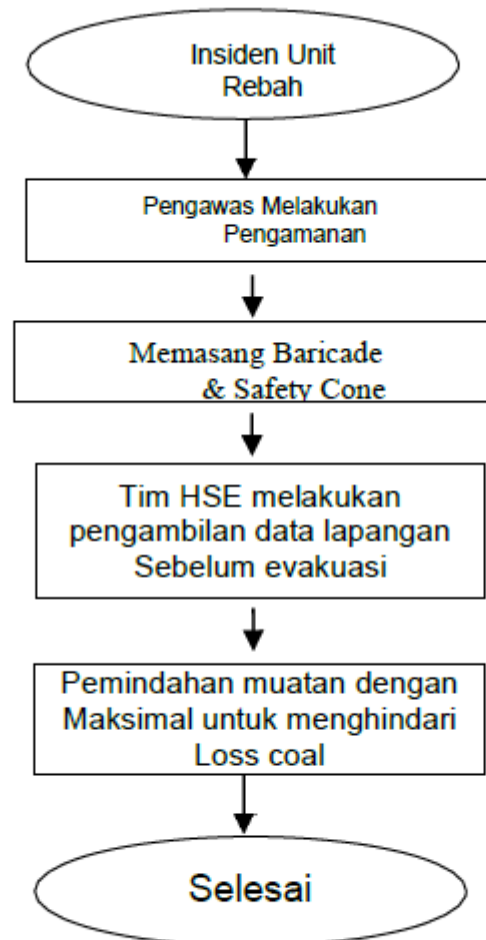 Insiden Unit
Rebah
Pengawas Melakukan
Pengamanan
Memasang Baricade
& Safety Cone
Tim HSE melakukan
pengambilan data lapangan
Sebelum evakuasi
Pemindahan muatan dengan
Maksimal untuk menghindari
Loss coal
Selesai